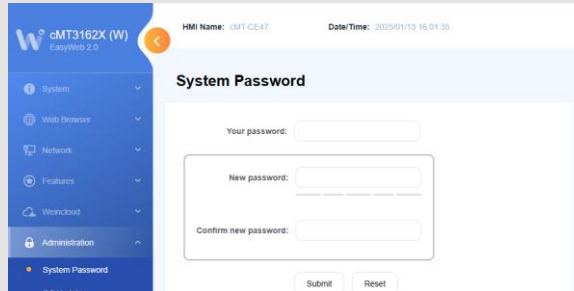 cMT3162X (W)
EasyWeb 2.0
HMI Name: cMT-CE47 Date/Time: 2025/01/13 16:01:35
System Password
System
Web Browser
Network
Features
Weincloud
Administration
System Password
Your password:
New password:
Confirm new password:
Submit Reset